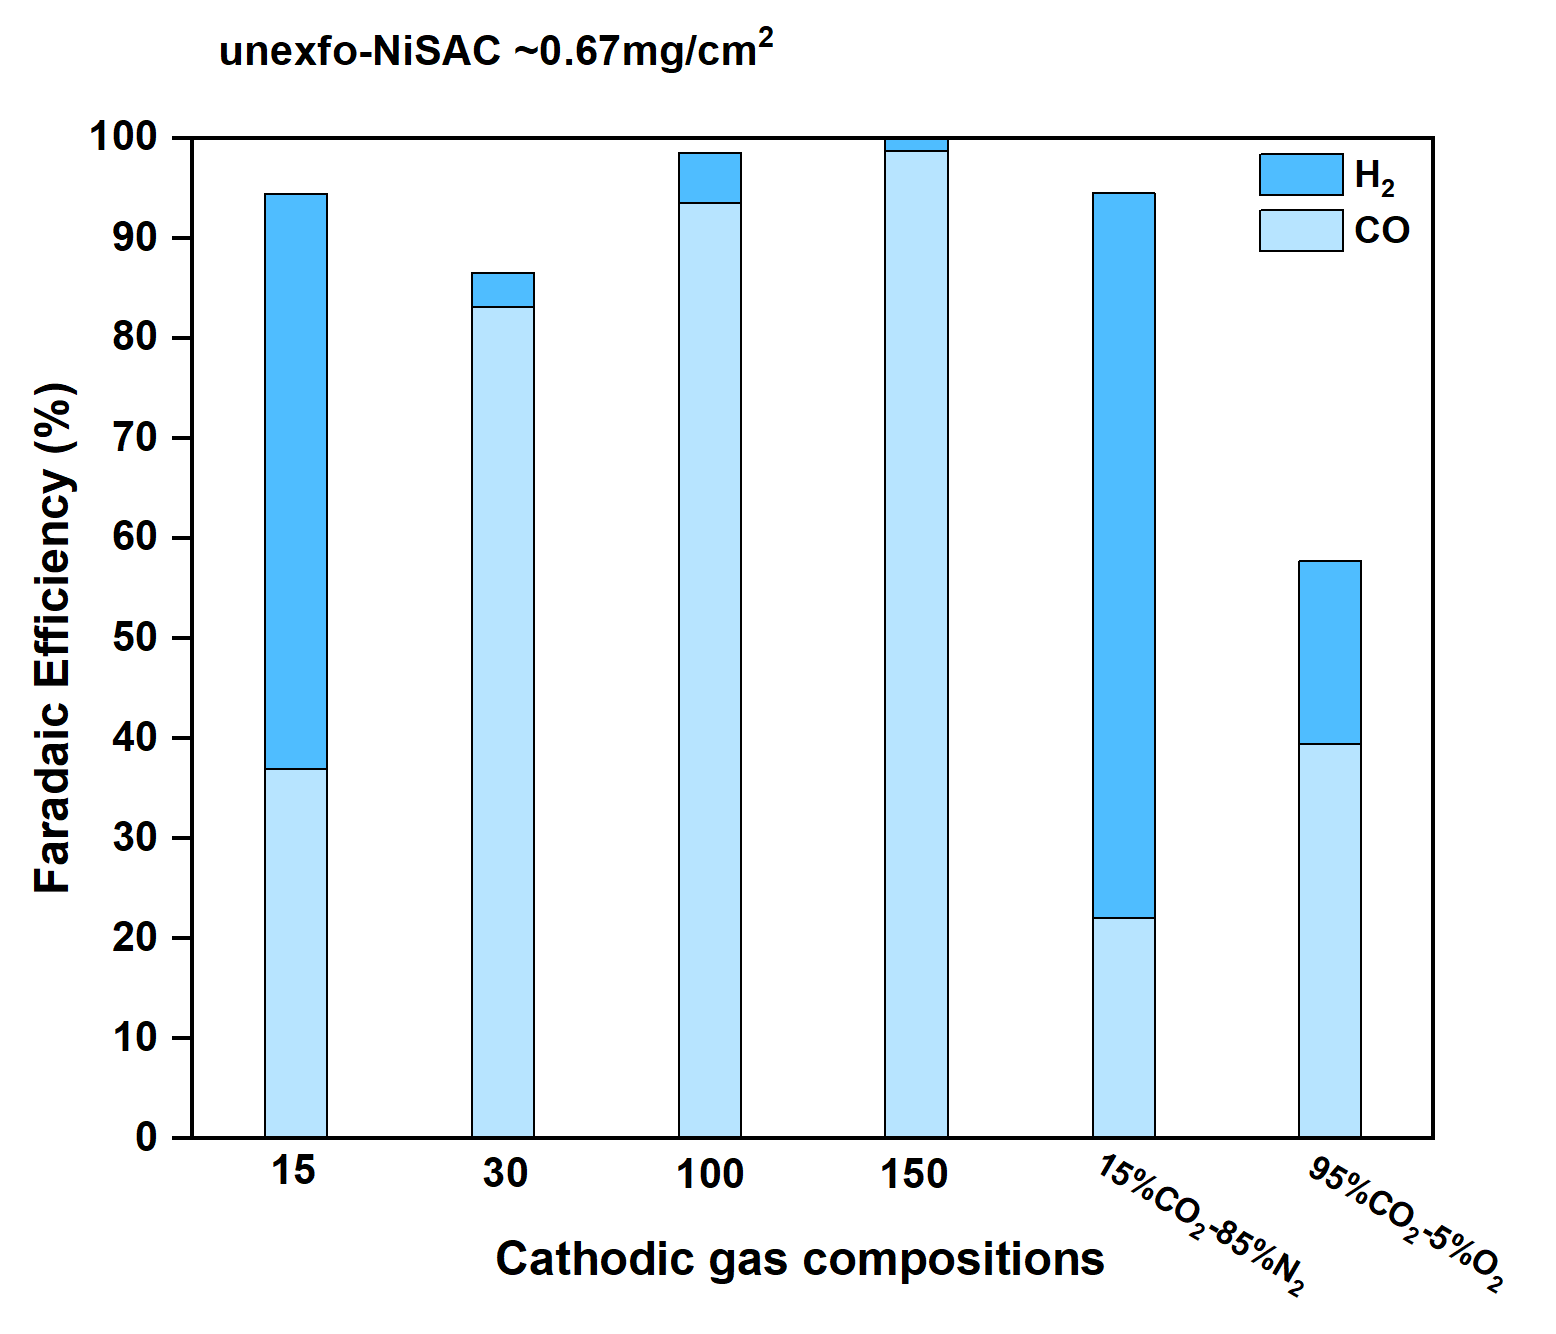 unexfo-NiSAC ~0.67mg/cm²
100
90
80
70
60
50
40
30
20
10
0
Faradaic Efficiency (%)
H₂
CO
15
30
100
150
15%CO₂-85%N₂
95%CO₂-5%O₂
Cathodic gas compositions